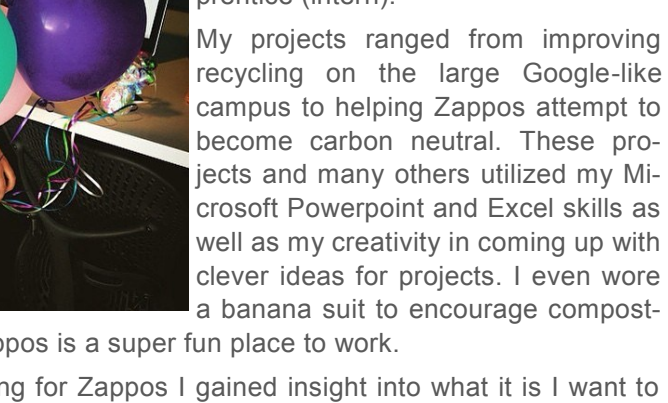 prentice (intern).
My projects ranged from improving
recycling on the large Google-like
campus to helping Zappos attempt to
become carbon neutral. These pro-
jects and many others utilized my Mi-
crosoft Powerpoint and Excel skills as
well as my creativity in coming up with
clever ideas for projects. I even wore
a banana suit to encourage compost-
ppos is a super fun place to work.
ng for Zappos I gained insight into what it is I want to